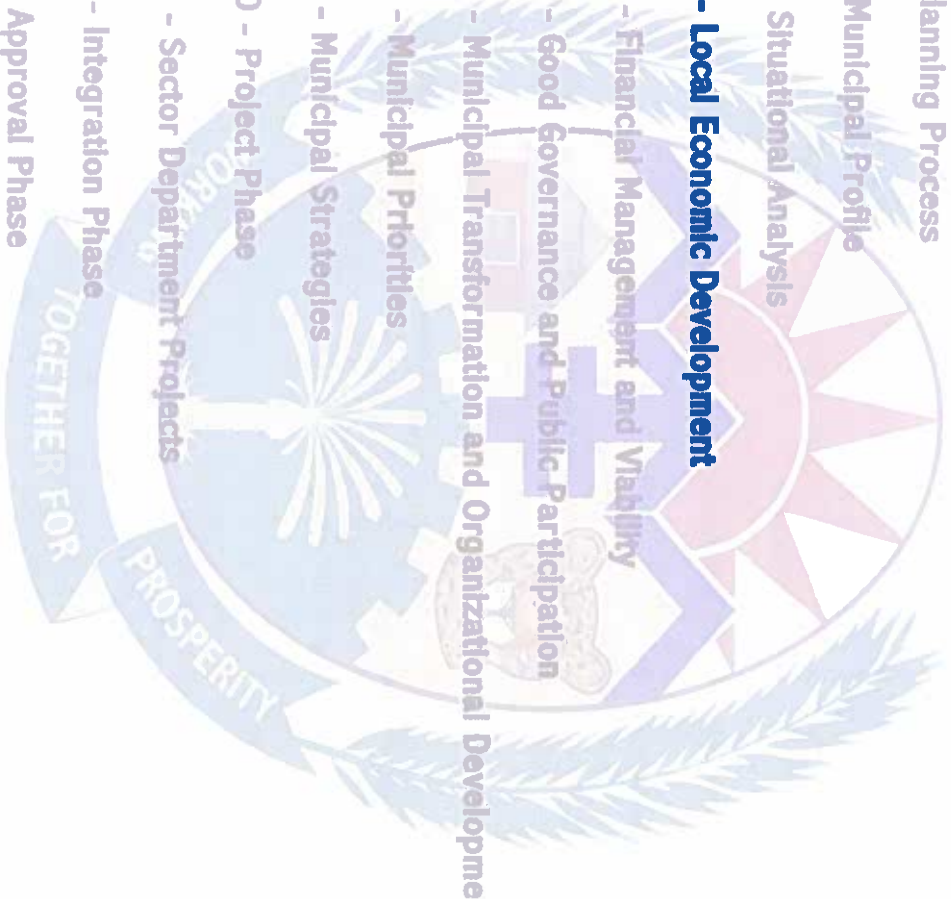 lanning Process
Municipal Profile
Situational Analysis
- Local Economic Development
- Financial Management and Viability
- Good Governance and Public Participation
- Municipal Transformation and Organizational Developme
- Municipal Priorities
- Municipal Strategies
- Project Phase
- Sector Department Projects
- Integration Phase
Approval Phase
TOGETHER FOR
PROSPERITY